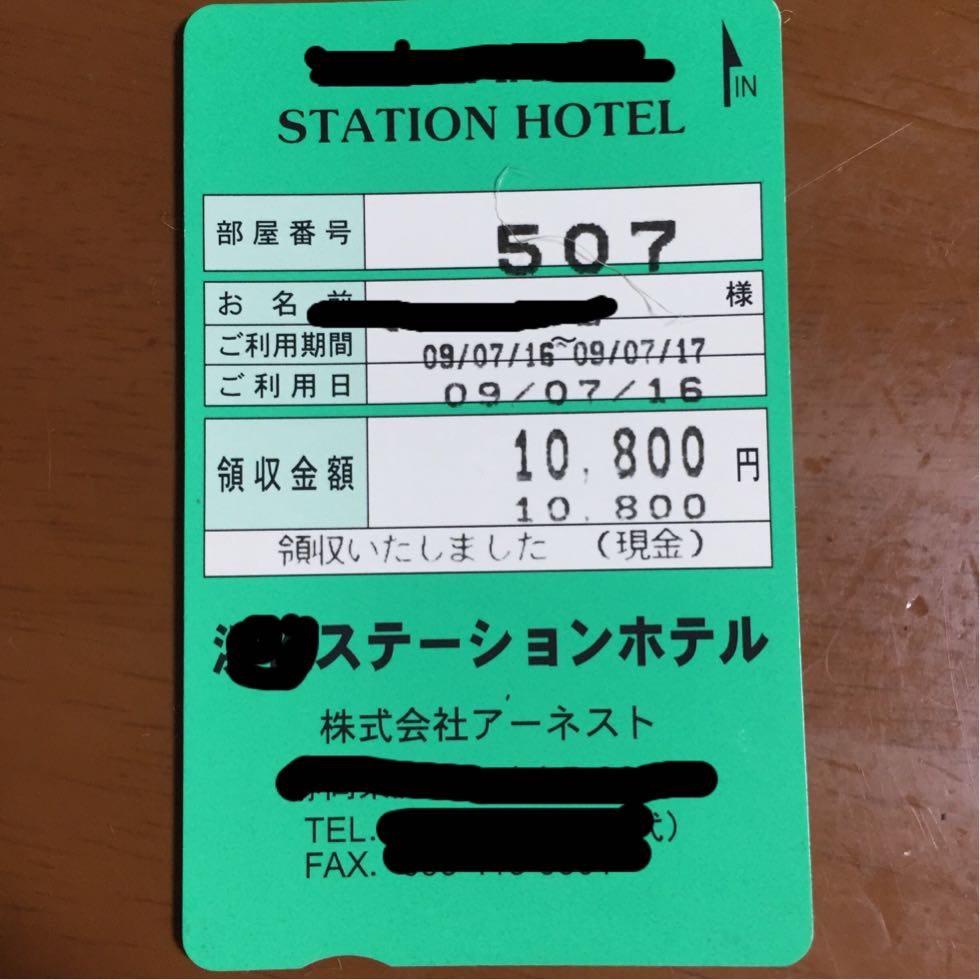 IN
STATION HOTEL
部屋番号 507
お名 様
ご利用期間 09/07/16~09/07/17
ご利用日 09/07/16
領収金額 10,800 円
10,800
領収いたしました (現金)
ステーションホテル
株式会社アーネスト
TEL.
FAX.